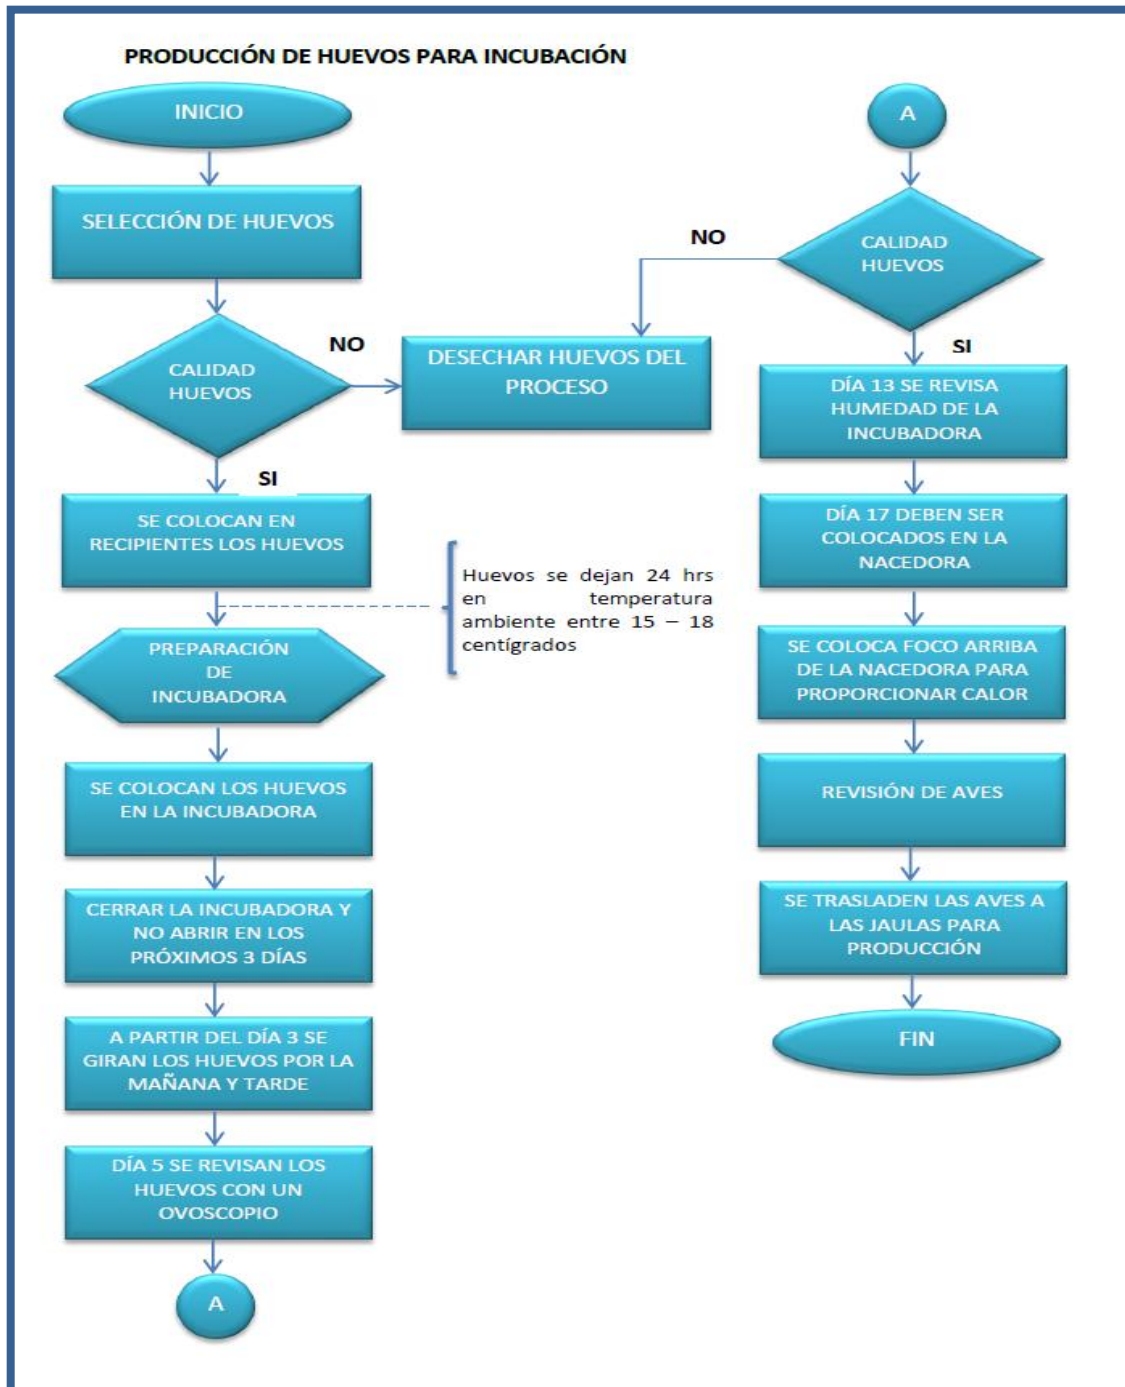 PRODUCCIÓN DE HUEVOS PARA INCUBACIÓN
INICIO
SELECCIÓN DE HUEVOS
CALIDAD
HUEVOS
NO
DESECHAR HUEVOS DEL
PROCESO
SI
SE COLOCAN EN
RECIPIENTES LOS HUEVOS
Huevos se dejan 24 hrs
en temperatura
ambiente entre 15 – 18
centígrados
PREPARACIÓN
DE
INCUBADORA
SE COLOCAN LOS HUEVOS
EN LA INCUBADORA
CERRAR LA INCUBADORA Y
NO ABRIR EN LOS
PRÓXIMOS 3 DÍAS
A PARTIR DEL DÍA 3 SE
GIRAN LOS HUEVOS POR LA
MAÑANA Y TARDE
DÍA 5 SE REVISAN LOS
HUEVOS CON UN
OVOSCOPIO
A
A
CALIDAD
HUEVOS
NO
SI
DÍA 13 SE REVISA
HUMEDAD DE LA
INCUBADORA
DÍA 17 DEBEN SER
COLOCADOS EN LA
NACEDORA
SE COLOCA FOCO ARRIBA
DE LA NACEDORA PARA
PROPORCIONAR CALOR
REVISIÓN DE AVES
SE TRASLADEN LAS AVES A
LAS JAULAS PARA
PRODUCCIÓN
FIN